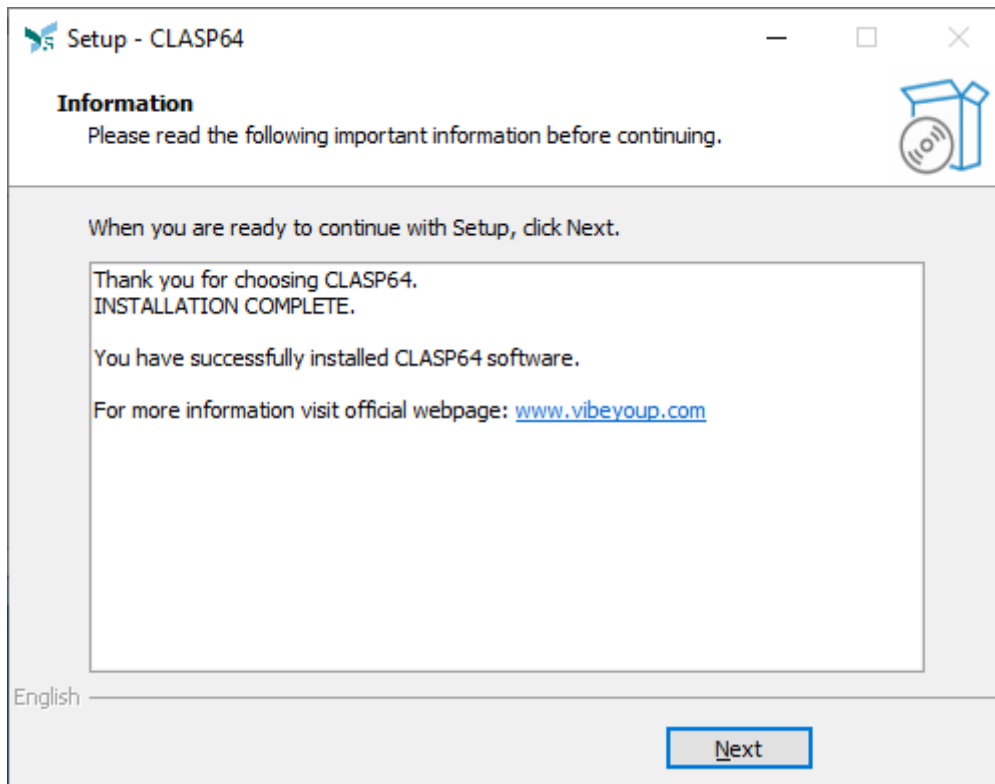 Setup - CLASP64
Information
Please read the following important information before continuing.
When you are ready to continue with Setup, click Next.
Thank you for choosing CLASP64.
INSTALLATION COMPLETE.
You have successfully installed CLASP64 software.
For more information visit official webpage: www.vibeyoup.com
English
Next